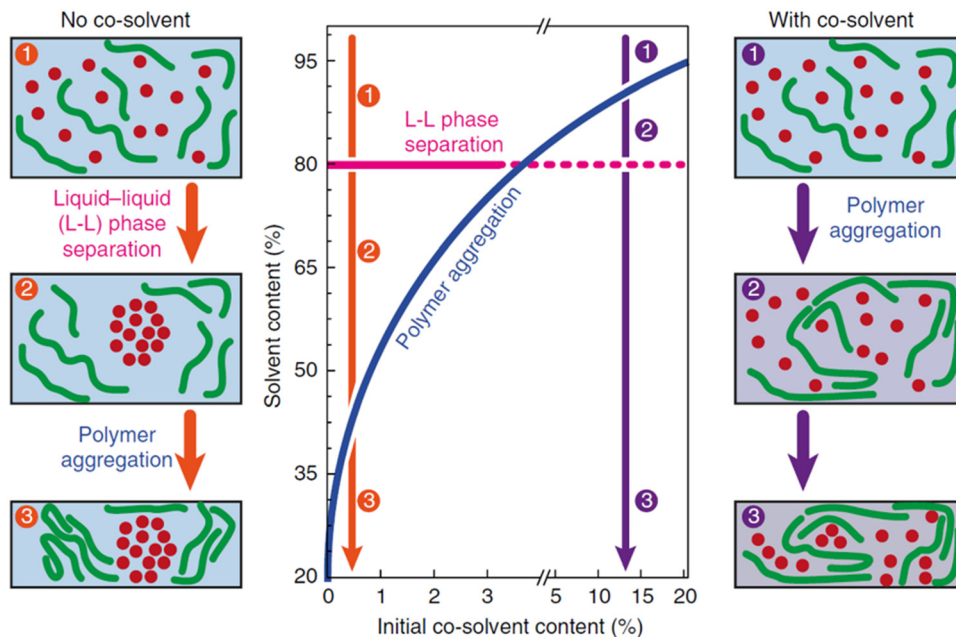 No co-solvent
1
Liquid–liquid
(L-L) phase
separation
2
Polymer
aggregation
3
Solvent content (%)
95
80
65
50
35
20
0
1
2
3
5
10
15
20
Initial co-solvent content (%)
1
L-L phase
separation
2
Polymer aggregation
3
1
2
3
With co-solvent
1
Polymer
aggregation
2
3